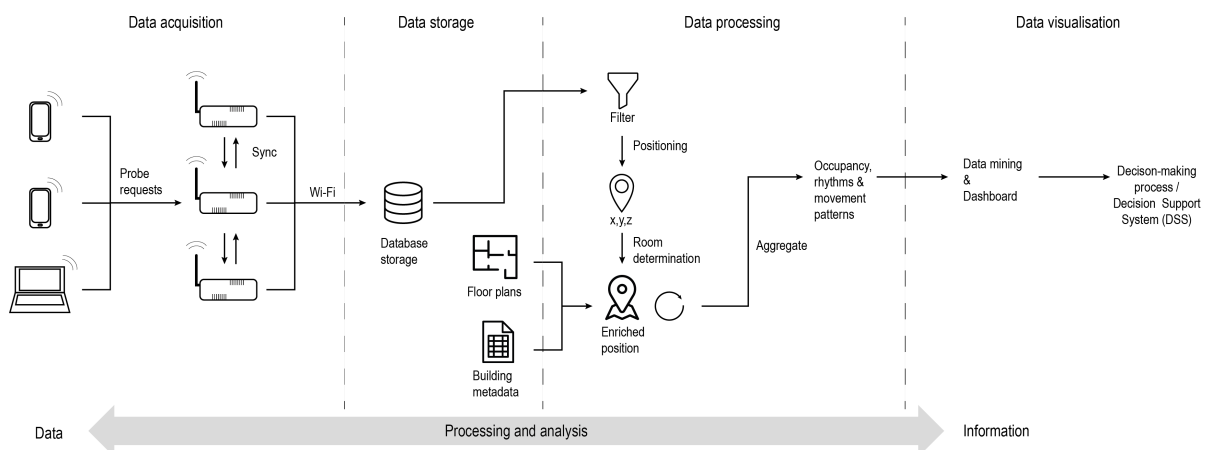 Data acquisition
Data storage
Data processing
Data visualisation
Probe
requests
Sync
Wi-Fi
Database
storage
Floor plans
Building
metadata
Filter
Positioning
x,y,z
Room
determination
Enriched
position
Aggregate
Occupancy,
rhythms &
movement
patterns
Data mining
&
Dashboard
Decison-making
process /
Decision Support
System (DSS)
Data
Processing and analysis
Information